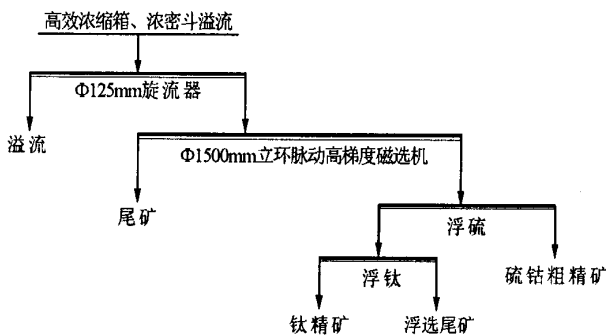 高效浓缩箱、浓密斗溢流
Φ125mm旋流器
溢流
Φ1500mm立环脉动高梯度磁选机
尾矿
浮硫
浮钛
硫钴粗精矿
钛精矿
浮选尾矿